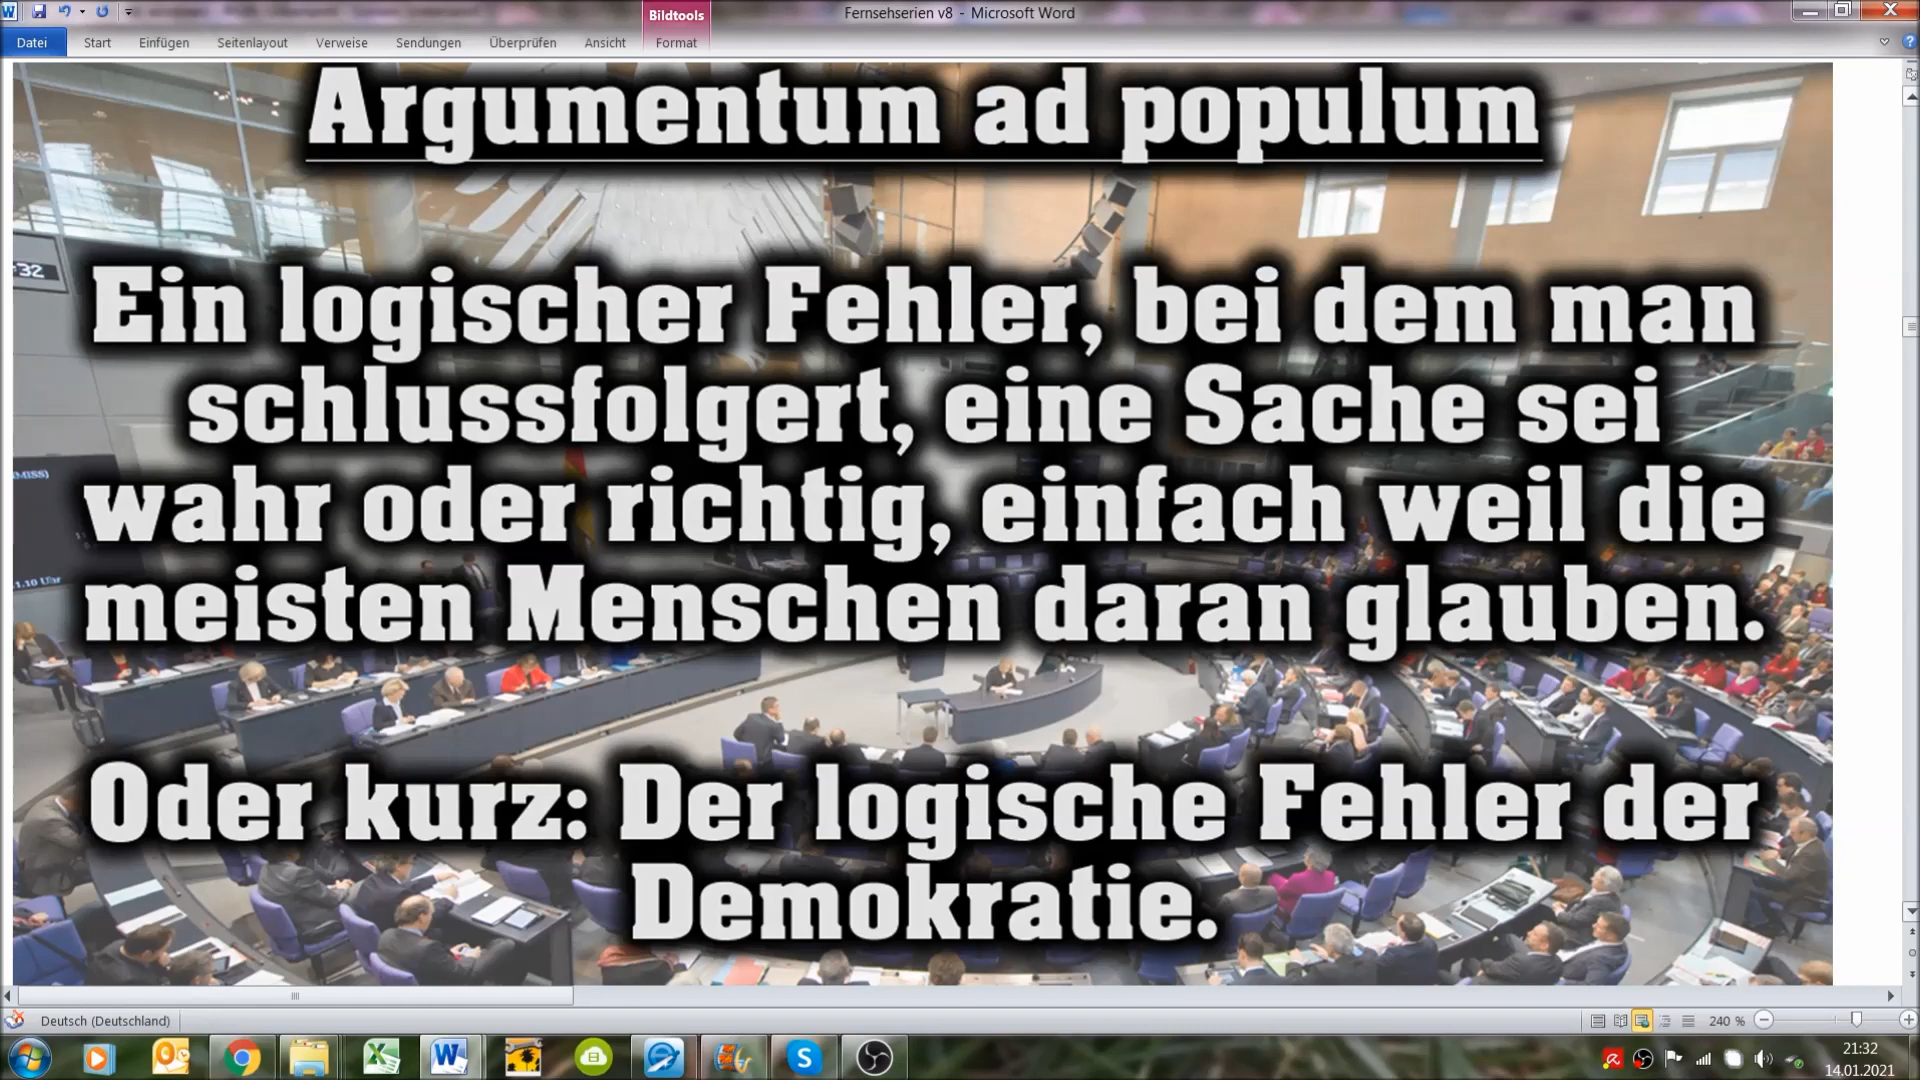 Fernsehserien v8 - Microsoft Word
Bildtools
Datei Start Einfügen Seitenlayout Verweise Sendungen Überprüfen Ansicht Format
Argumentum ad populum
32
Ein logischer Fehler, bei dem man
schlussfolgert, eine Sache sei
wahr oder richtig, einfach weil die
meisten Menschen daran glauben.
Oder kurz: Der logische Fehler der
Demokratie.
Deutsch (Deutschland)
240 %
21:32
14.01.2021